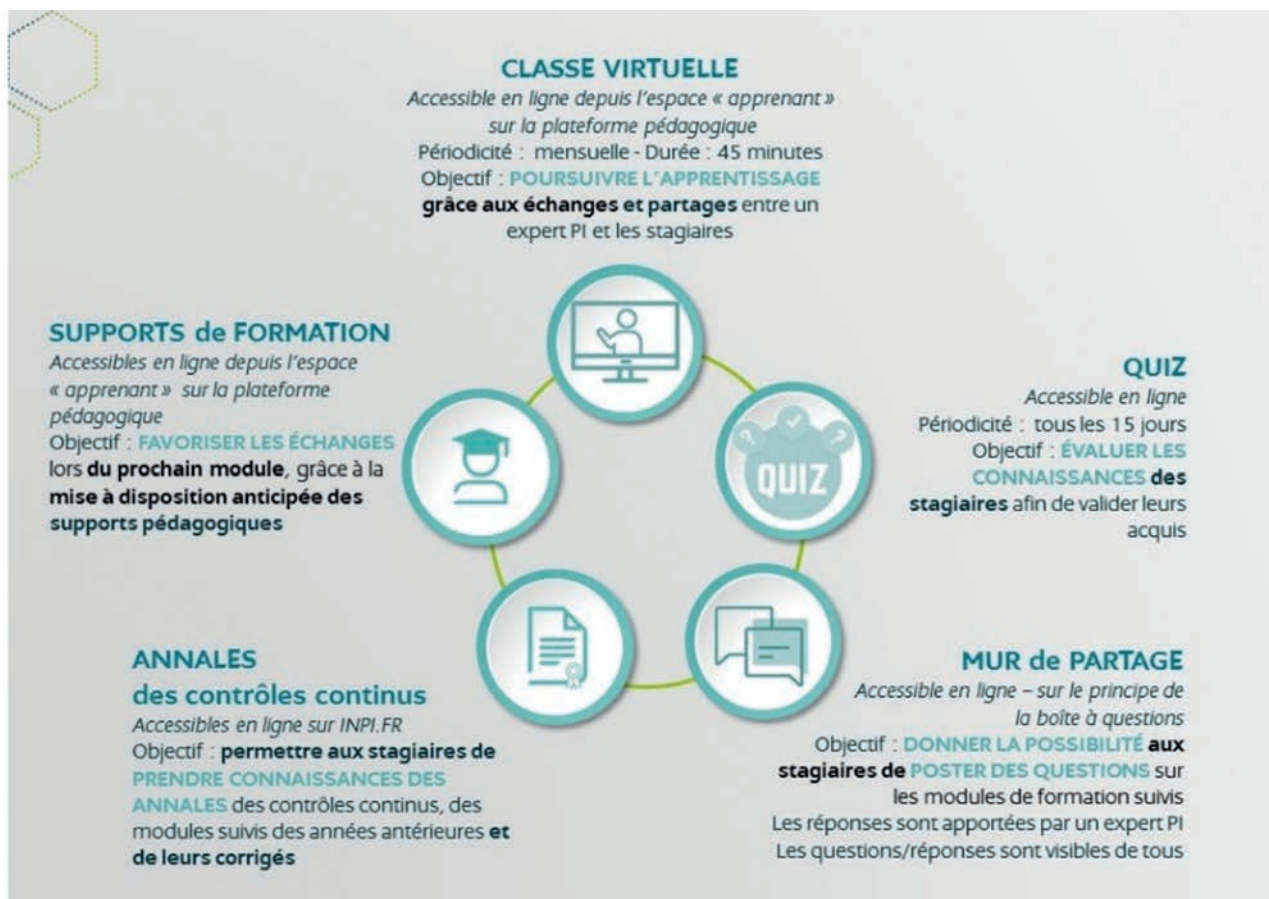 CLASSE VIRTUELLE
Accessible en ligne depuis l'espace « apprenant »
sur la plateforme pédagogique
Périodicité : mensuelle - Durée : 45 minutes
Objectif : POURSUIVRE L'APPRENTISSAGE
grâce aux échanges et partages entre un
expert PI et les stagiaires
SUPPORTS de FORMATION
Accessibles en ligne depuis l'espace
« apprenant » sur la plateforme
pédagogique
Objectif : FAVORISER LES ÉCHANGES
lors du prochain module, grâce à la
mise à disposition anticipée des
supports pédagogiques
QUIZ
Accessible en ligne
Périodicité : tous les 15 jours
Objectif : ÉVALUER LES
CONNAISSANCES des
stagiaires afin de valider leurs
acquis
? ?
QUIZ
ANNALES
des contrôles continus
Accessibles en ligne sur INPI.FR
Objectif : permettre aux stagiaires de
PRENDRE CONNAISSANCES DES
ANNALES des contrôles continus, des
modules suivis des années antérieures et
de leurs corrigés
MUR de PARTAGE
Accessible en ligne – sur le principe de
la boîte à questions
Objectif : DONNER LA POSSIBILITÉ aux
stagiaires de POSTER DES QUESTIONS sur
les modules de formation suivis
Les réponses sont apportées par un expert PI
Les questions/réponses sont visibles de tous